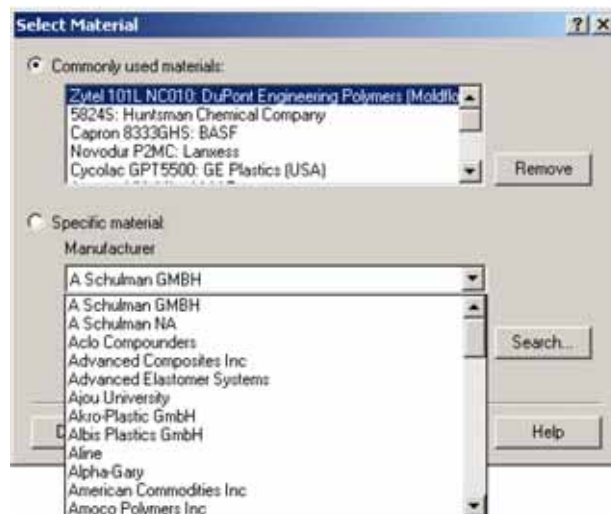 Select Material
Commonly used materials:
Zytel 101L NC010: DuPont Engineering Polymers (Moldflo
5824S: Huntsman Chemical Company
Capron 8333GHS: BASF
Novodur P2MC: Lanxess
Cycolac GPT5500: GE Plastics (USA)
Remove
Specific material
Manufacturer
A Schulman GMBH
A Schulman GMBH
A Schulman NA
Aclo Compounders
Advanced Composites Inc
Search...
Advanced Elastomer Systems
Ajou University
Akro-Plastic GmbH
D
Albis Plastics GmbH
Help
Aline
Alpha-Gary
American Commodities Inc
Amoco Polymers Inc